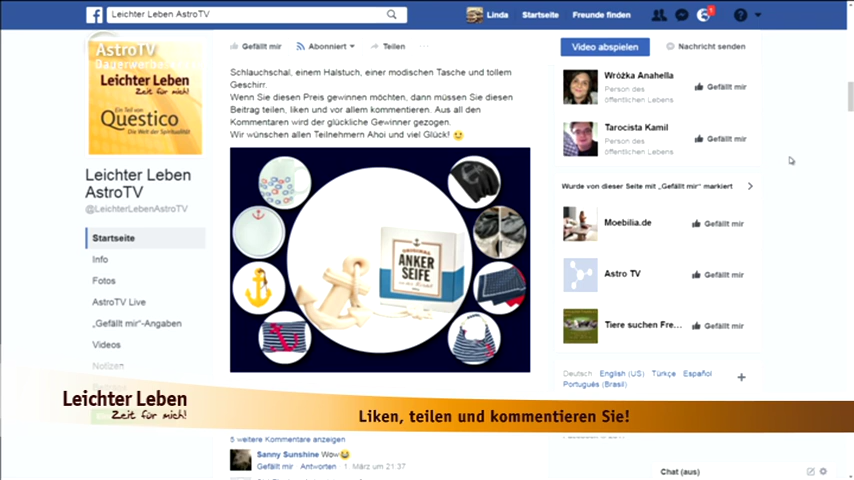 Leichter Leben AstroTV
Linda
Startseite
Freunde finden
5
1
AstroTV
Dauerwerbe
Leichter Leben
Zeit für mich!
Ein Teil von
Questico
Die Welt der Spiritualität
Leichter Leben
AstroTV
@LeichterLebenAstroTV
Startseite
Info
Fotos
AstroTV Live
„Gefällt mir“-Angaben
Videos
Notizen
Gefällt mir
Abonniert
Teilen
Schlauchschal, einem Halstuch, einer modischen Tasche und tollem
Geschirr.
Wenn Sie diesen Preis gewinnen möchten, dann müssen Sie diesen
Beitrag teilen, liken und vor allem kommentieren. Aus all den
Kommentaren wird der glückliche Gewinner gezogen.
Wir wünschen allen Teilnehmern Ahoi und viel Glück!
ORIGINAL
ANKER
SEIFE
Video abspielen
Nachricht senden
Wróżka Anahella
Person des
öffentlichen Lebens
Gefällt mir
Tarocista Kamil
Person des
öffentlichen Lebens
Gefällt mir
Wurde von dieser Seite mit „Gefällt mir“ markiert
Moebilia.de
Gefällt mir
Astro TV
Gefällt mir
Tiere suchen Fre...
Gefällt mir
Deutsch English (US) Türkçe Español
Português (Brasil)
Leichter Leben
Zeit für mich!
Liken, teilen und kommentieren Sie!
5 weitere Kommentare anzeigen
Sanny Sunshine Wow
Gefällt mir Antworten 1. März um 21:37
Chat (aus)